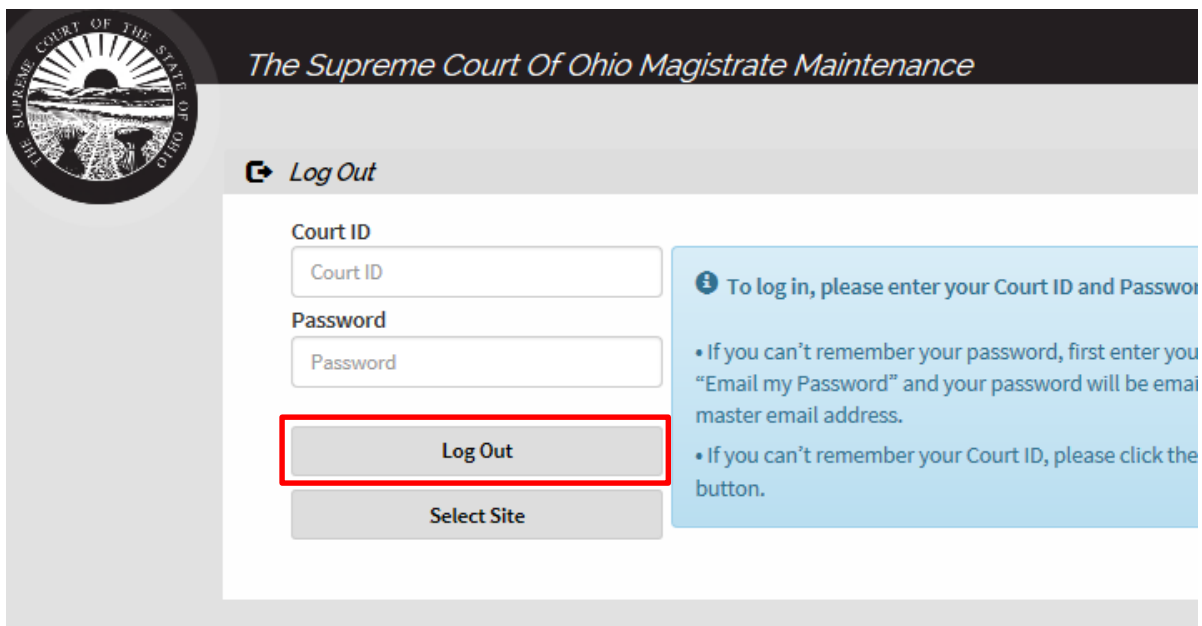 THE SUPREME COURT OF THE STATE OF OHIO
The Supreme Court Of Ohio Magistrate Maintenance
Log Out
Court ID
Court ID
Password
Password
Log Out
Select Site
To log in, please enter your Court ID and Passwor
• If you can’t remember your password, first enter you
“Email my Password” and your password will be emai
master email address.
• If you can’t remember your Court ID, please click the
button.